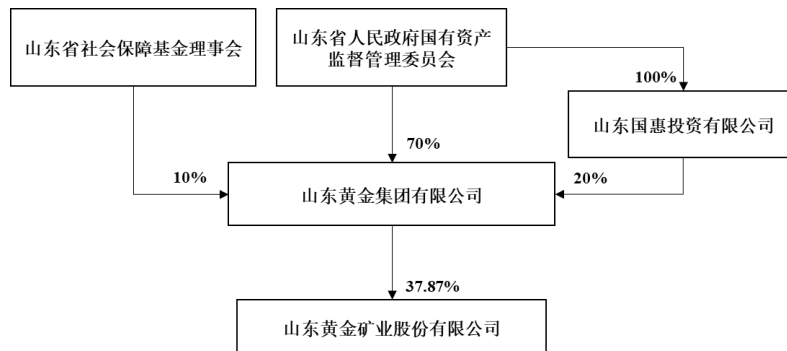 山东省社会保障基金理事会
山东省人民政府国有资产
监督管理委员会
100%
山东国惠投资有限公司
70%
10%
20%
山东黄金集团有限公司
37.87%
山东黄金矿业股份有限公司